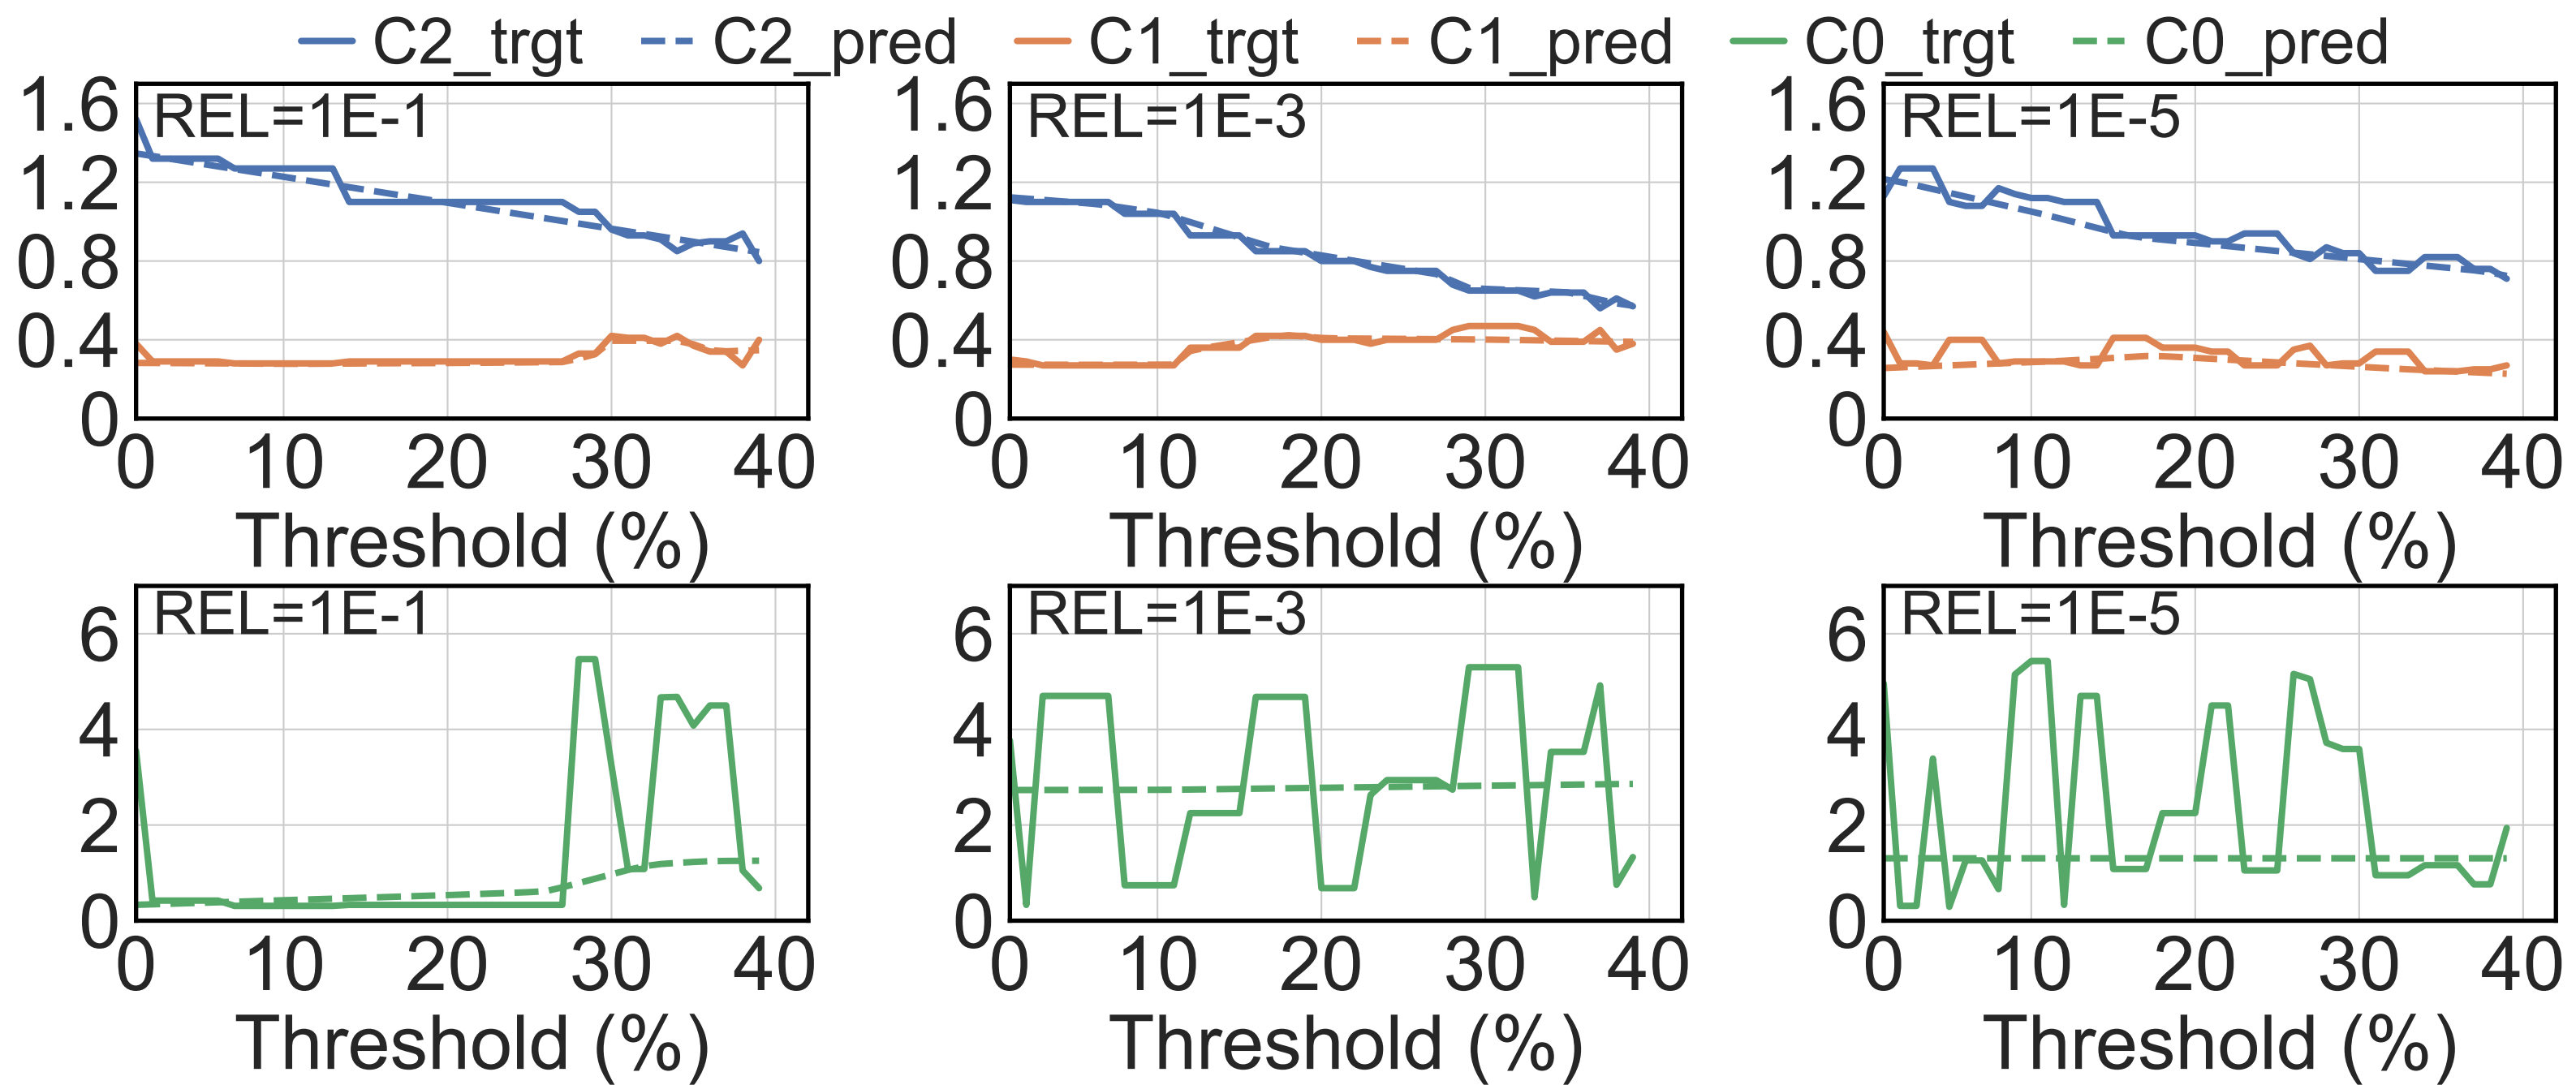 C2_trgt C2_pred C1_trgt C1_pred C0_trgt C0_pred
REL=1E-1 REL=1E-3 REL=1E-5
1.6 1.6 1.6
1.2 1.2 1.2
0.8 0.8 0.8
0.4 0.4 0.4
0 0 0
0 10 20 30 40 0 10 20 30 40 0 10 20 30 40
Threshold (%) Threshold (%) Threshold (%)
REL=1E-1 REL=1E-3 REL=1E-5
6 6 6
4 4 4
2 2 2
0 0 0
0 10 20 30 40 0 10 20 30 40 0 10 20 30 40
Threshold (%) Threshold (%) Threshold (%)